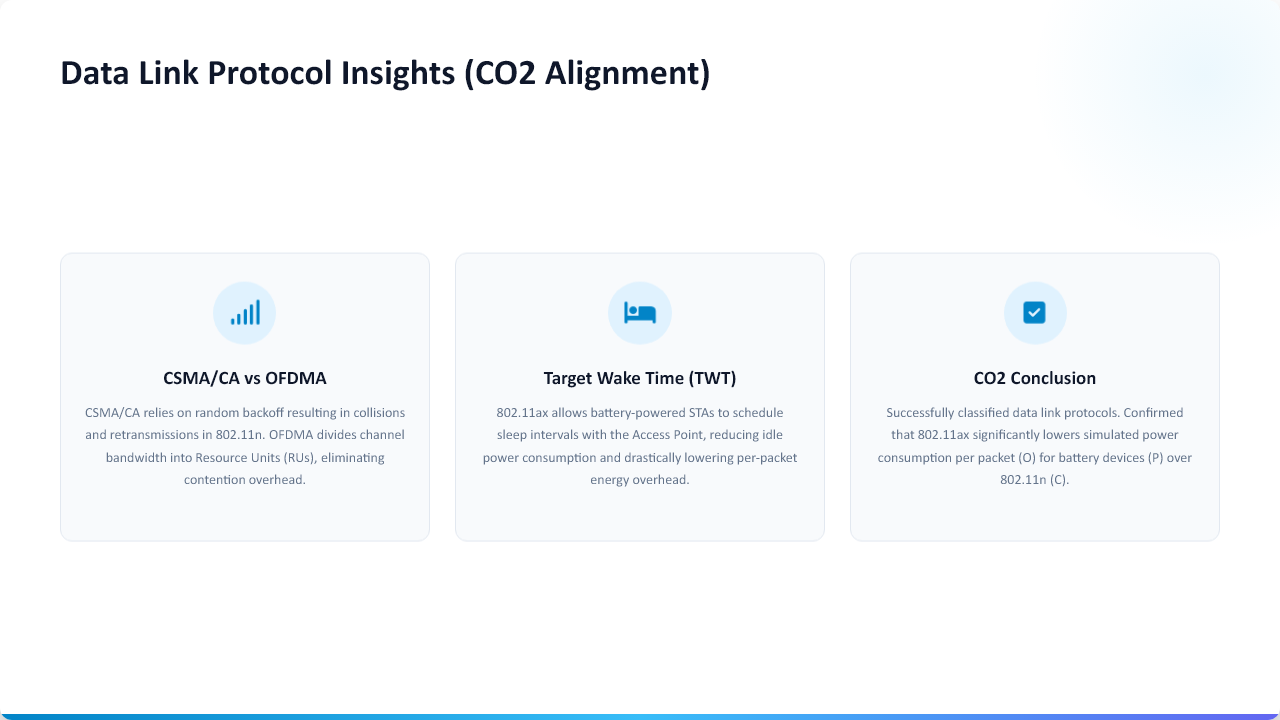 Data Link Protocol Insights (CO2 Alignment)
CSMA/CA vs OFDMA
CSMA/CA relies on random backoff resulting in collisions
and retransmissions in 802.11n. OFDMA divides channel
bandwidth into Resource Units (RUs), eliminating
contention overhead.
Target Wake Time (TWT)
802.11ax allows battery-powered STAs to schedule
sleep intervals with the Access Point, reducing idle
power consumption and drastically lowering per-packet
energy overhead.
CO2 Conclusion
Successfully classified data link protocols. Confirmed
that 802.11ax significantly lowers simulated power
consumption per packet (O) for battery devices (P) over
802.11n (C).